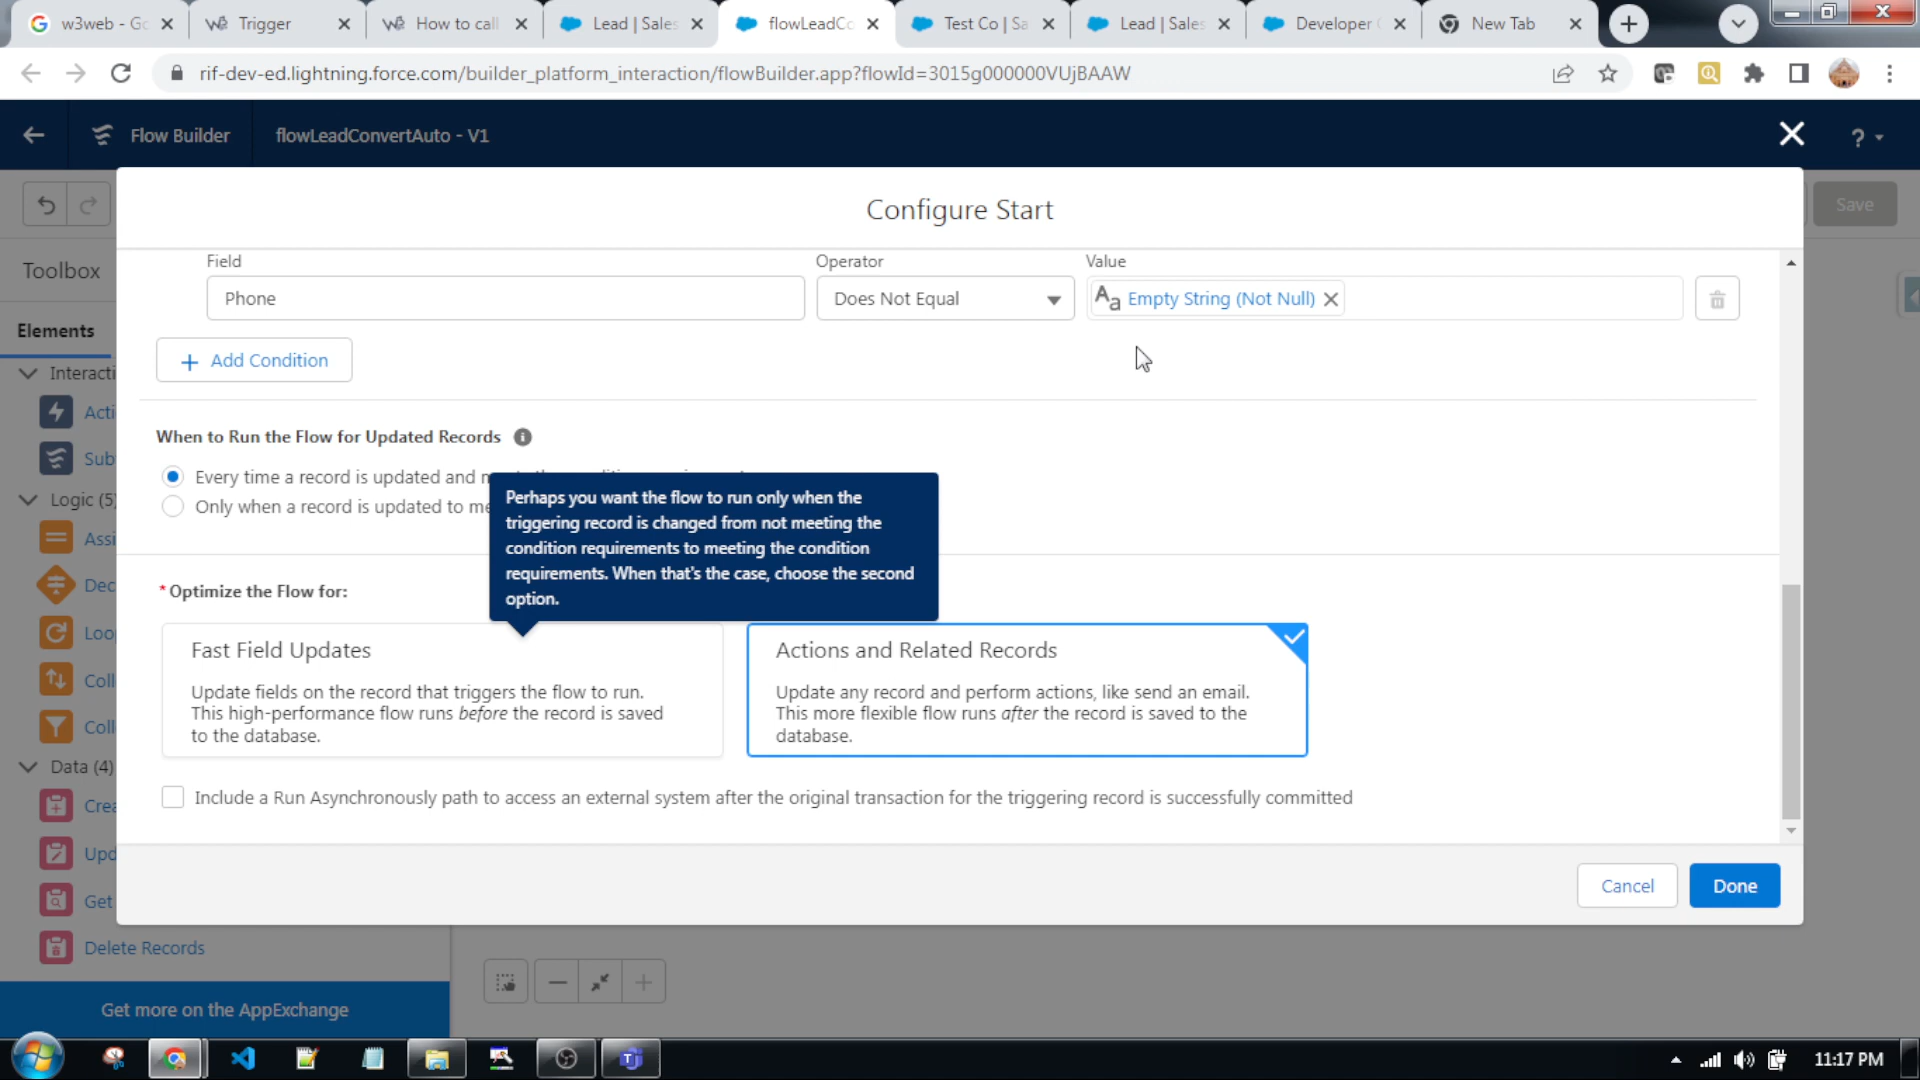 w3web - Go
Trigger
How to call
Lead | Sales
flowLeadCo
Test Co | Sa
Lead | Sales
Developer
New Tab
rif-dev-ed.lightning.force.com/builder_platform_interaction/flowBuilder.app?flowId=3015g000000VUjBAAW
Flow Builder
flowLeadConvertAuto - V1
?
Configure Start
Save
Toolbox
Elements
Interacti
Acti
Sub
Logic (5)
Assi
Dec
Loo
Coll
Coll
Data (4)
Crea
Upd
Get
Delete Records
Get more on the AppExchange
Field
Operator
Value
Phone
Does Not Equal
Aa Empty String (Not Null)
+ Add Condition
When to Run the Flow for Updated Records
Every time a record is updated and m
Only when a record is updated to me
Perhaps you want the flow to run only when the
triggering record is changed from not meeting the
condition requirements to meeting the condition
requirements. When that's the case, choose the second
option.
* Optimize the Flow for:
Fast Field Updates
Update fields on the record that triggers the flow to run.
This high-performance flow runs before the record is saved
to the database.
Actions and Related Records
Update any record and perform actions, like send an email.
This more flexible flow runs after the record is saved to the
database.
Include a Run Asynchronously path to access an external system after the original transaction for the triggering record is successfully committed
Cancel
Done
11:17 PM